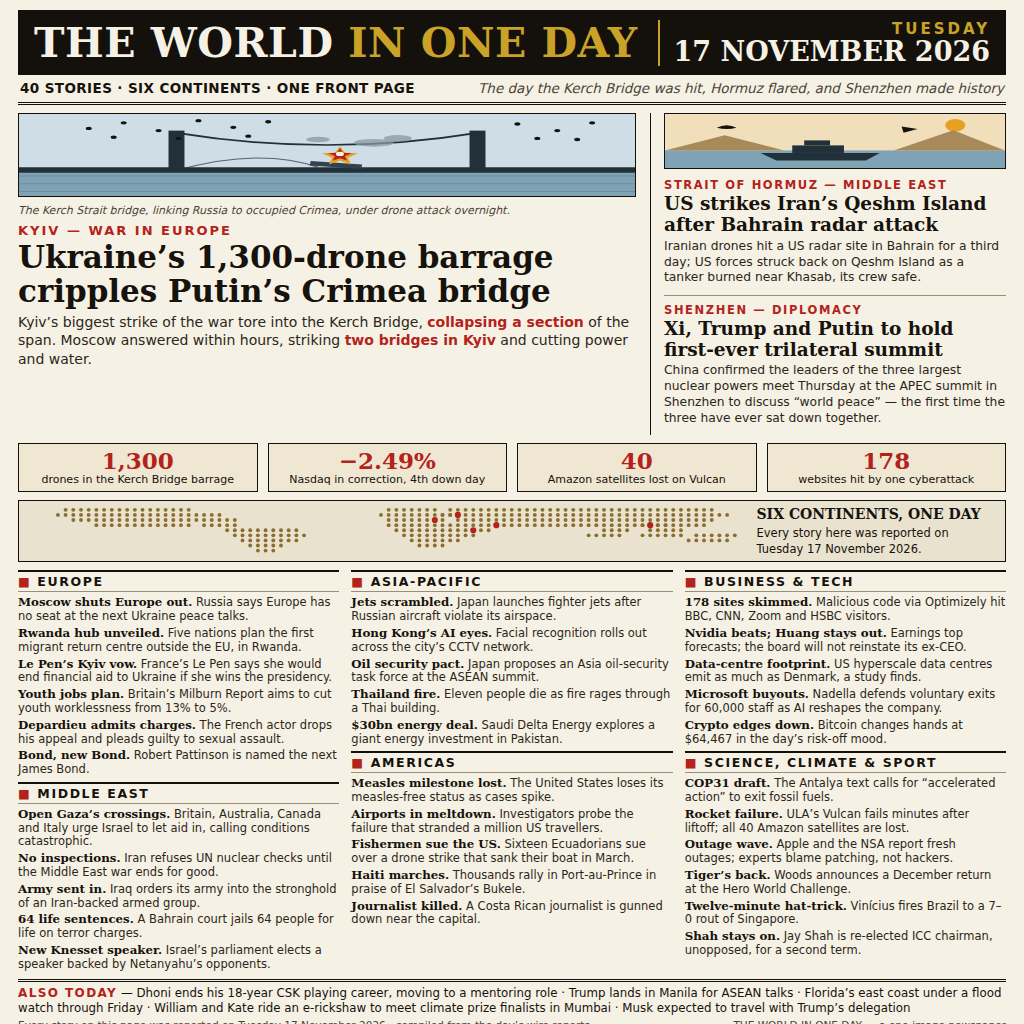 THE WORLD IN ONE DAY
TUESDAY
17 NOVEMBER 2026
40 STORIES · SIX CONTINENTS · ONE FRONT PAGE
The day the Kerch Bridge was hit, Hormuz flared, and Shenzhen made history
The Kerch Strait bridge, linking Russia to occupied Crimea, under drone attack overnight.
KYIV — WAR IN EUROPE
Ukraine’s 1,300-drone barrage
cripples Putin’s Crimea bridge
Kyiv’s biggest strike of the war tore into the Kerch Bridge, collapsing a section of the
span. Moscow answered within hours, striking two bridges in Kyiv and cutting power
and water.
STRAIT OF HORMUZ — MIDDLE EAST
US strikes Iran’s Qeshm Island
after Bahrain radar attack
Iranian drones hit a US radar site in Bahrain for a third
day; US forces struck back on Qeshm Island as a
tanker burned near Khasab, its crew safe.
SHENZHEN — DIPLOMACY
Xi, Trump and Putin to hold
first-ever trilateral summit
China confirmed the leaders of the three largest
nuclear powers meet Thursday at the APEC summit in
Shenzhen to discuss “world peace” — the first time the
three have ever sat down together.
1,300
drones in the Kerch Bridge barrage
−2.49%
Nasdaq in correction, 4th down day
40
Amazon satellites lost on Vulcan
178
websites hit by one cyberattack
SIX CONTINENTS, ONE DAY
Every story here was reported on
Tuesday 17 November 2026.
■ EUROPE
Moscow shuts Europe out. Russia says Europe has
no seat at the next Ukraine peace talks.
Rwanda hub unveiled. Five nations plan the first
migrant return centre outside the EU, in Rwanda.
Le Pen’s Kyiv vow. France’s Le Pen says she would
end financial aid to Ukraine if she wins the presidency.
Youth jobs plan. Britain’s Milburn Report aims to cut
youth worklessness from 13% to 5%.
Depardieu admits charges. The French actor drops
his appeal and pleads guilty to sexual assault.
Bond, new Bond. Robert Pattinson is named the next
James Bond.
■ MIDDLE EAST
Open Gaza’s crossings. Britain, Australia, Canada
and Italy urge Israel to let aid in, calling conditions
catastrophic.
No inspections. Iran refuses UN nuclear checks until
the Middle East war ends for good.
Army sent in. Iraq orders its army into the stronghold
of an Iran-backed armed group.
64 life sentences. A Bahrain court jails 64 people for
life on terror charges.
New Knesset speaker. Israel’s parliament elects a
speaker backed by Netanyahu’s opponents.
■ ASIA-PACIFIC
Jets scrambled. Japan launches fighter jets after
Russian aircraft violate its airspace.
Hong Kong’s AI eyes. Facial recognition rolls out
across the city’s CCTV network.
Oil security pact. Japan proposes an Asia oil-security
task force at the ASEAN summit.
Thailand fire. Eleven people die as fire rages through
a Thai building.
$30bn energy deal. Saudi Delta Energy explores a
giant energy investment in Pakistan.
■ AMERICAS
Measles milestone lost. The United States loses its
measles-free status as cases spike.
Airports in meltdown. Investigators probe the
failure that stranded a million US travellers.
Fishermen sue the US. Sixteen Ecuadorians sue
over a drone strike that sank their boat in March.
Haiti marches. Thousands rally in Port-au-Prince in
praise of El Salvador’s Bukele.
Journalist killed. A Costa Rican journalist is gunned
down near the capital.
■ BUSINESS & TECH
178 sites skimmed. Malicious code via Optimizely hit
BBC, CNN, Zoom and HSBC visitors.
Nvidia beats; Huang stays out. Earnings top
forecasts; the board will not reinstate its ex-CEO.
Data-centre footprint. US hyperscale data centres
emit as much as Denmark, a study finds.
Microsoft buyouts. Nadella defends voluntary exits
for 60,000 staff as AI reshapes the company.
Crypto edges down. Bitcoin changes hands at
$64,467 in the day’s risk-off mood.
■ SCIENCE, CLIMATE & SPORT
COP31 draft. The Antalya text calls for “accelerated
action” to exit fossil fuels.
Rocket failure. ULA’s Vulcan fails minutes after
liftoff; all 40 Amazon satellites are lost.
Outage wave. Apple and the NSA report fresh
outages; experts blame patching, not hackers.
Tiger’s back. Woods announces a December return
at the Hero World Challenge.
Twelve-minute hat-trick. Vinícius fires Brazil to a 7–
0 rout of Singapore.
Shah stays on. Jay Shah is re-elected ICC chairman,
unopposed, for a second term.
ALSO TODAY — Dhoni ends his 18-year CSK playing career, moving to a mentoring role · Trump lands in Manila for ASEAN talks · Florida’s east coast under a flood
watch through Friday · William and Kate ride an e-rickshaw to meet climate prize finalists in Mumbai · Musk expected to travel with Trump’s delegation